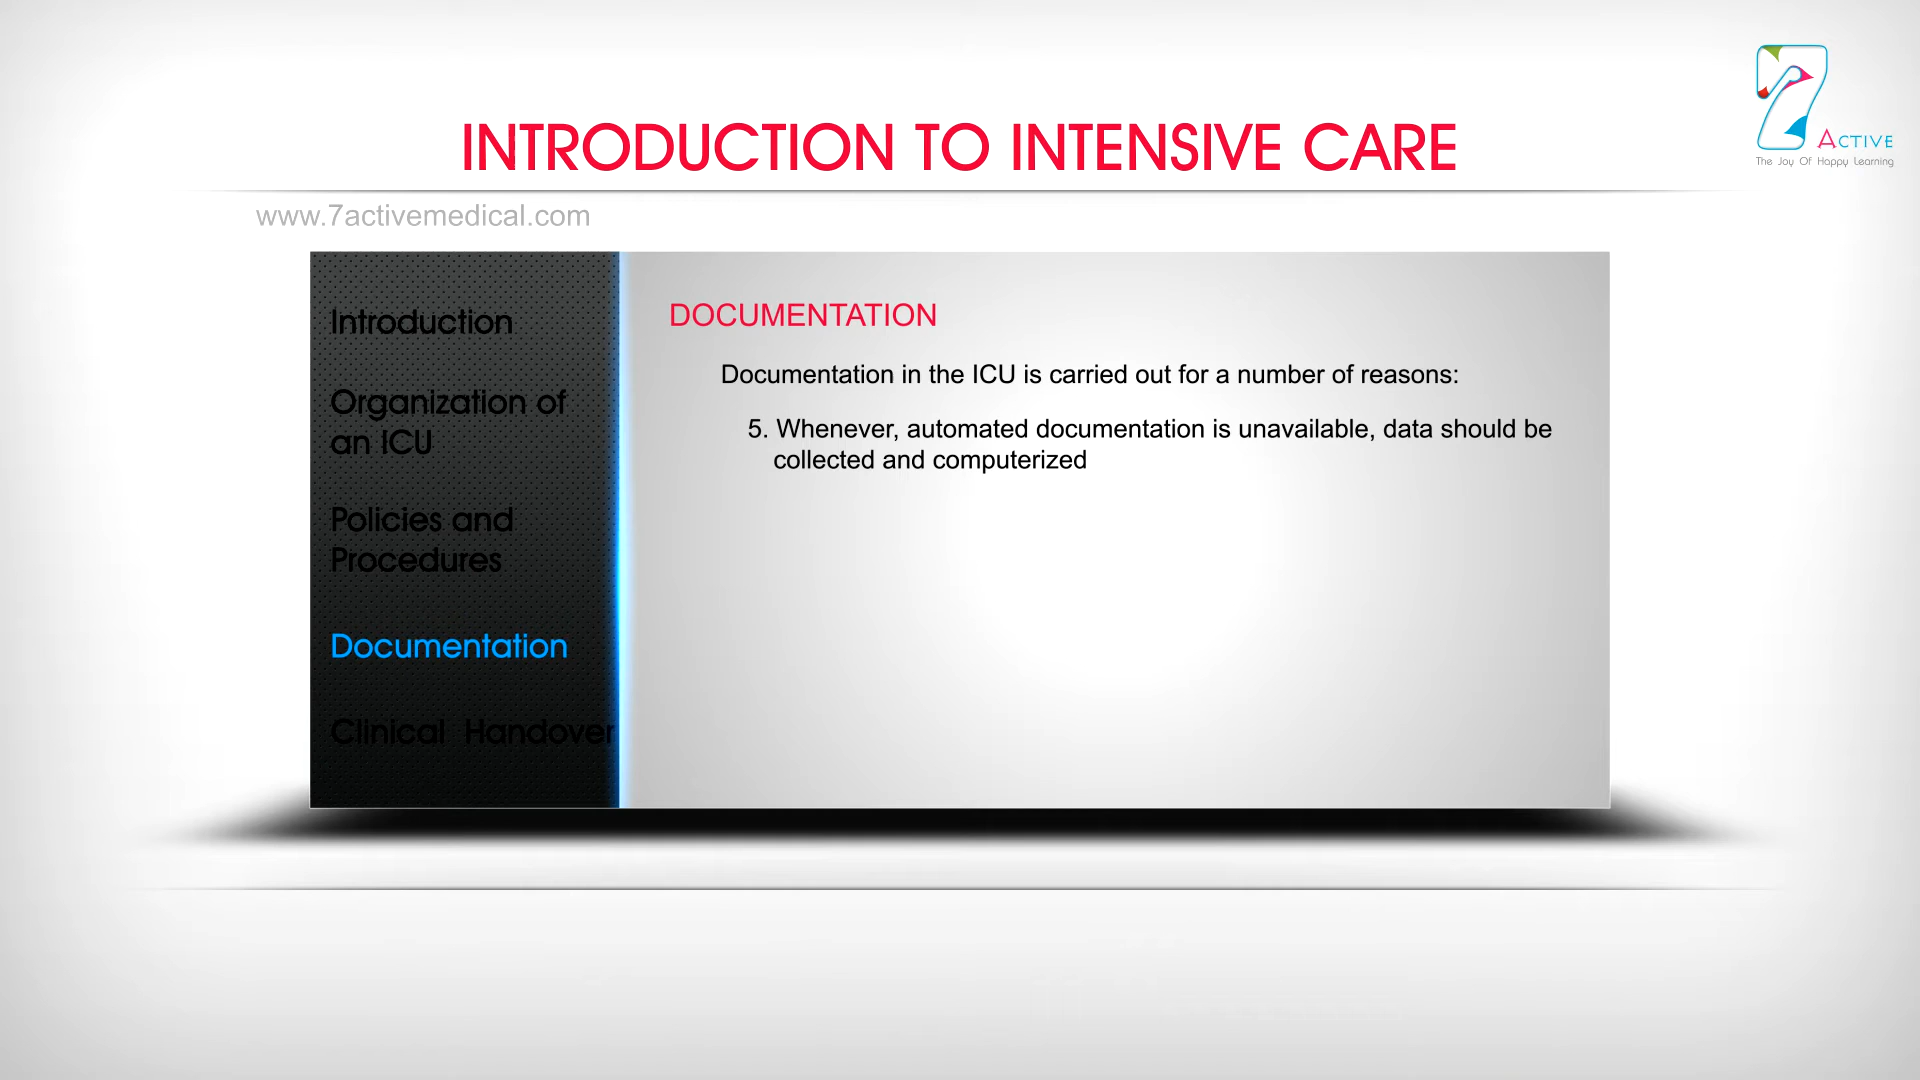 ACTIVE
The Joy Of Happy Learning
INTRODUCTION TO INTENSIVE CARE
www.7activemedical.com
Introduction
Organization of
an ICU
Policies and
Procedures
Documentation
Clinical Handover
DOCUMENTATION
Documentation in the ICU is carried out for a number of reasons:
5. Whenever, automated documentation is unavailable, data should be
collected and computerized